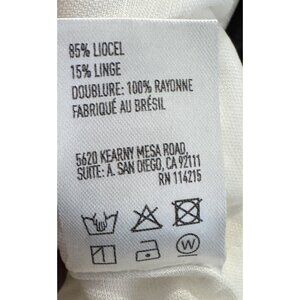 85% LIOCEL
15% LINGE
DOUBLURE: 100% RAYONNE
FABRIQUÉ AU BRÉSIL
5620 KEARNY MESA ROAD,
SUITE: A. SAN DIEGO, CA 92111
RN 114215
W